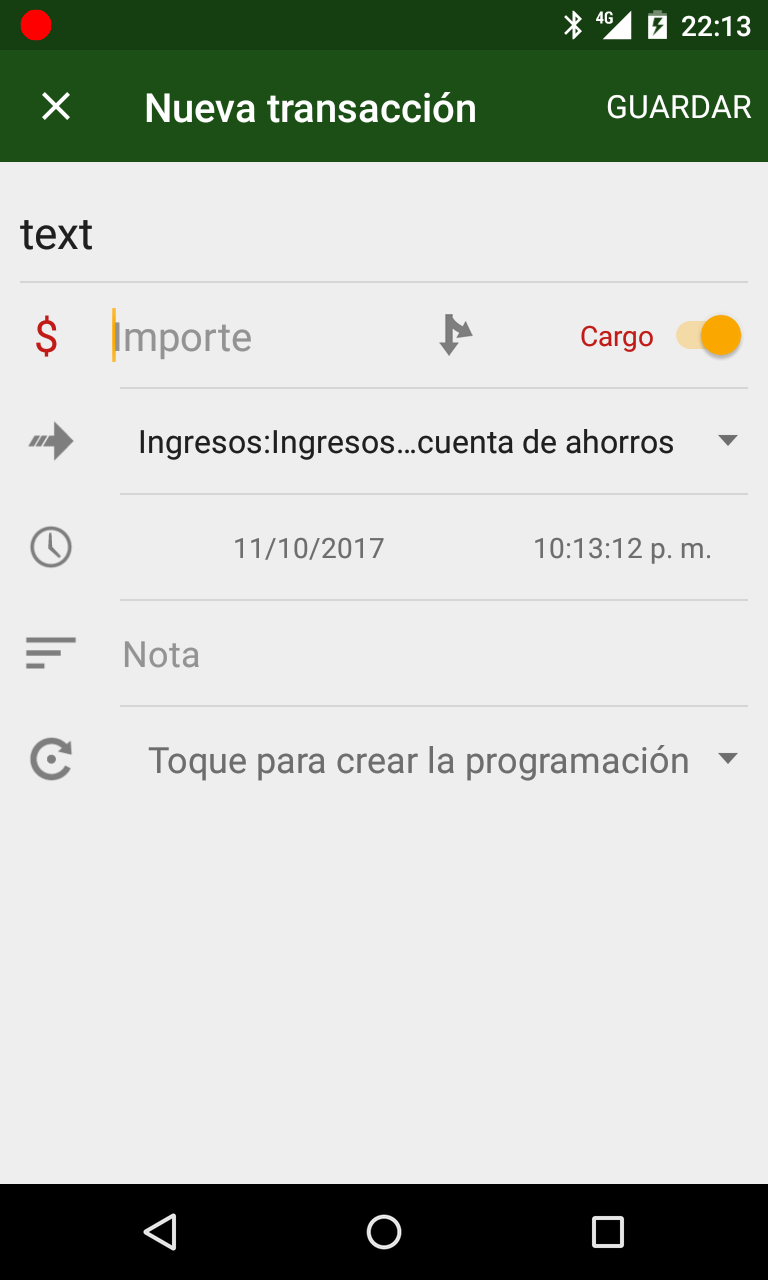 4G 22:13
Nueva transacción GUARDAR
text
$ Importe Cargo
Ingresos:Ingresos...cuenta de ahorros
11/10/2017 10:13:12 p. m.
Nota
Toque para crear la programación